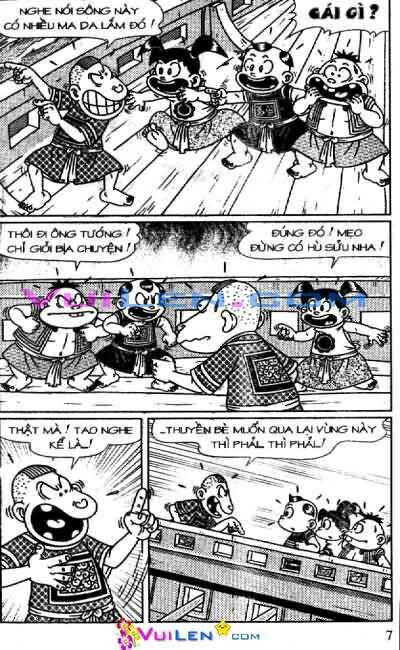 NGHE NÓI SÔNG NÀY
CÓ NHIỀU MA DA LẮM ĐÓ!
CÁI GÌ?
THÔI ĐI ÔNG TƯỚNG!
CHỈ GIỎI BỊA CHUYỆN!
ĐÚNG ĐÓ! MẸO
ĐỪNG CÓ HÙ SỬU NHA!
VUILEN.COM
THẬT MÀ! TAO NGHE
KỂ LÀ...!
...THUYỀN BÈ MUỐN QUA LẠI VÙNG NÀY
THÌ PHẢI... THÌ PHẢI...!
VUILEN.COM
7